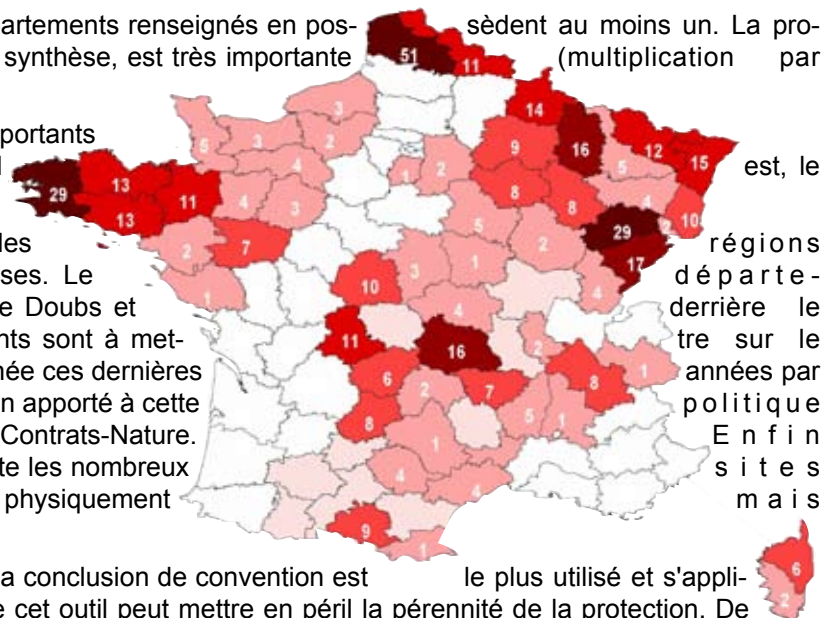 partements renseignés en pos- sèdent au moins un. La pro-
synthèse, est très importante (multiplication par
51
11
14
3
portants
9
16
12
15
5
3
2
5
est, le
4
1
2
13
11
29
8
8
4
10
13
4
3
2
les
5
29
régions
2
7
2
ses. Le
17
départe-
10
3
1
e Doubs et
derrière le
1
4
4
nts sont à met-
tre sur le
11
16
2
née ces dernières
années par
6
2
7
8
1
n apporté à cette
politique
8
5
1
Contrats-Nature.
Enfin
1
te les nombreux
sites
4
4
physiquement
mais
9
1
6
a conclusion de convention est le plus utilisé et s'appli-
2
e cet outil peut mettre en péril la pérennité de la protection. De